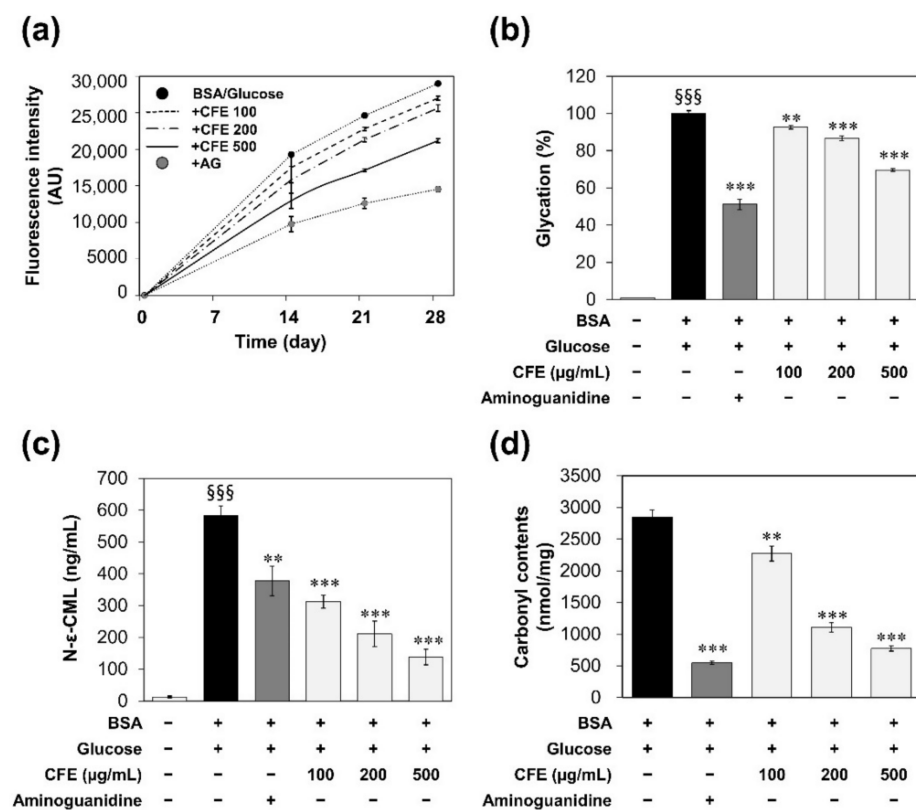 (a)
30,000
25,000
20,000
15,000
10,000
5000
0
Fluorescence intensity
(AU)
BSA/Glucose
+CFE 100
+CFE 200
+CFE 500
+AG
0 7 14 21 28
Time (day)
(b)
120
100
80
60
40
20
0
Glycation (%)
§§§
***
**
***
***
BSA − + + + + +
Glucose − + + + + +
CFE (µg/mL) − − − 100 200 500
Aminoguanidine − − + − − −
(c)
700
600
500
400
300
200
100
0
N-ε-CML (ng/mL)
§§§
**
***
***
***
BSA − + + + + +
Glucose − + + + + +
CFE (µg/mL) − − − 100 200 500
Aminoguanidine − − + − − −
(d)
3500
3000
2500
2000
1500
1000
500
0
Carbonyl contents
(nmol/mg)
***
**
***
***
BSA + + + + +
Glucose + + + + +
CFE (µg/mL) − − 100 200 500
Aminoguanidine − + − − −